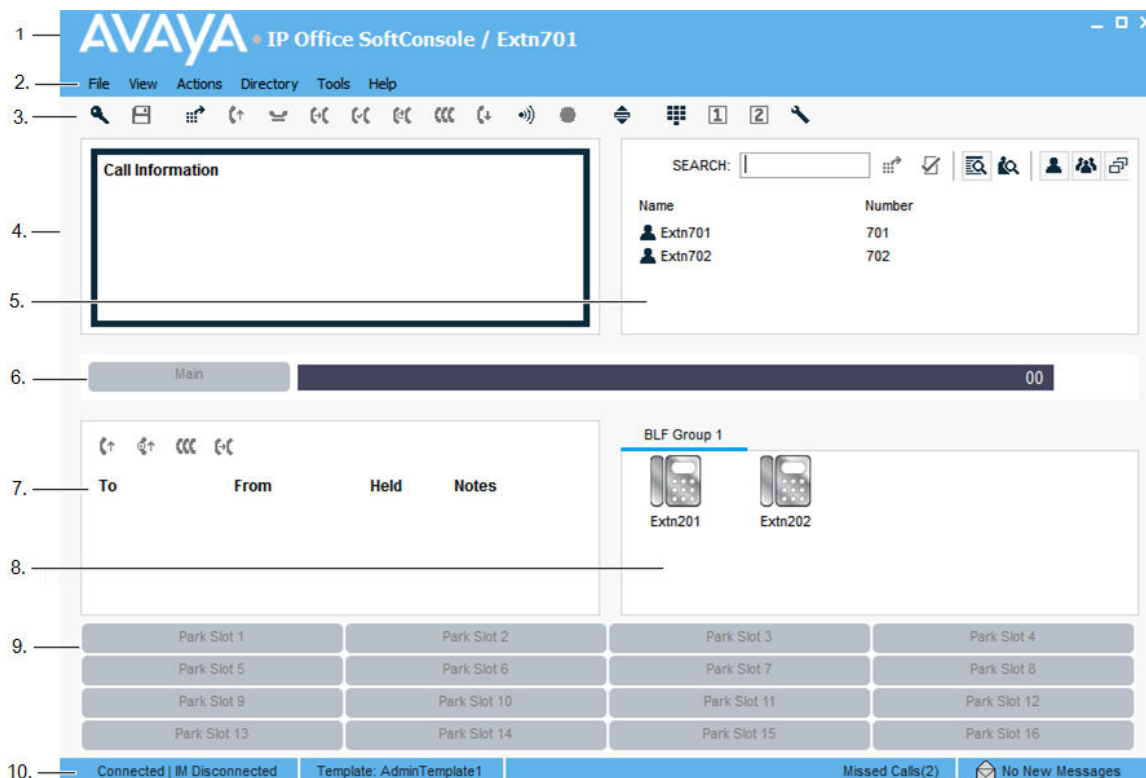 1
AVAYA IP Office SoftConsole / Extn701
2.
File View Actions Directory Tools Help
3.
1 2
Call Information
SEARCH:
Name Number
Extn701 701
Extn702 702
4.
5.
6.
Main 00
BLF Group 1
7.
To From Held Notes
Extn201 Extn202
8.
9.
Park Slot 1 Park Slot 2 Park Slot 3 Park Slot 4
Park Slot 5 Park Slot 6 Park Slot 7 Park Slot 8
Park Slot 9 Park Slot 10 Park Slot 11 Park Slot 12
Park Slot 13 Park Slot 14 Park Slot 15 Park Slot 16
10.
Connected | IM Disconnected Template: AdminTemplate1 Missed Calls(2) No New Messages